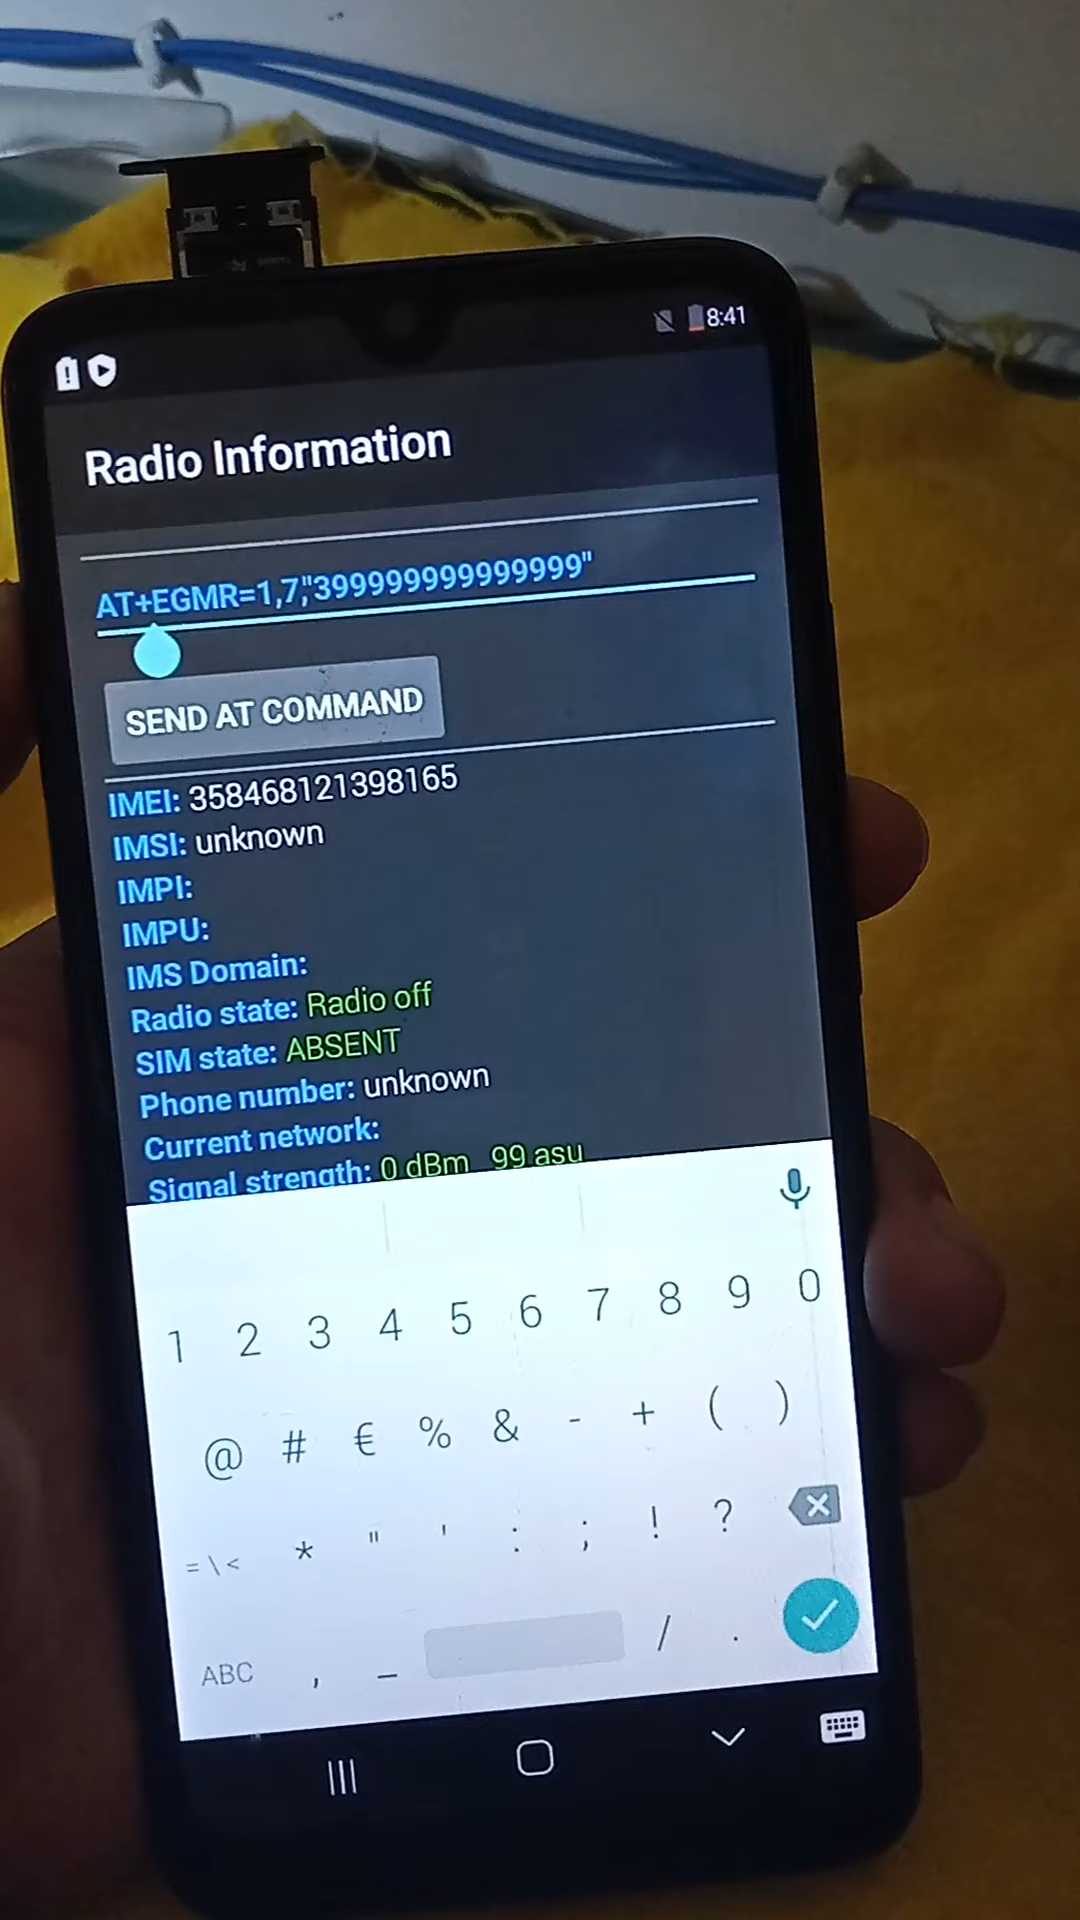 8:41
Radio Information
AT+EGMR=1,7,"399999999999999"
SEND AT COMMAND
IMEI: 358468121398165
IMSI: unknown
IMPI:
IMPU:
IMS Domain:
Radio state: Radio off
SIM state: ABSENT
Phone number: unknown
Current network:
Signal strength: 0 dBm 99 asu
1 2 3 4 5 6 7 8 9 0
@ # € % & - + ( )
=\< * " ' : ; ! ?
ABC , _ / .